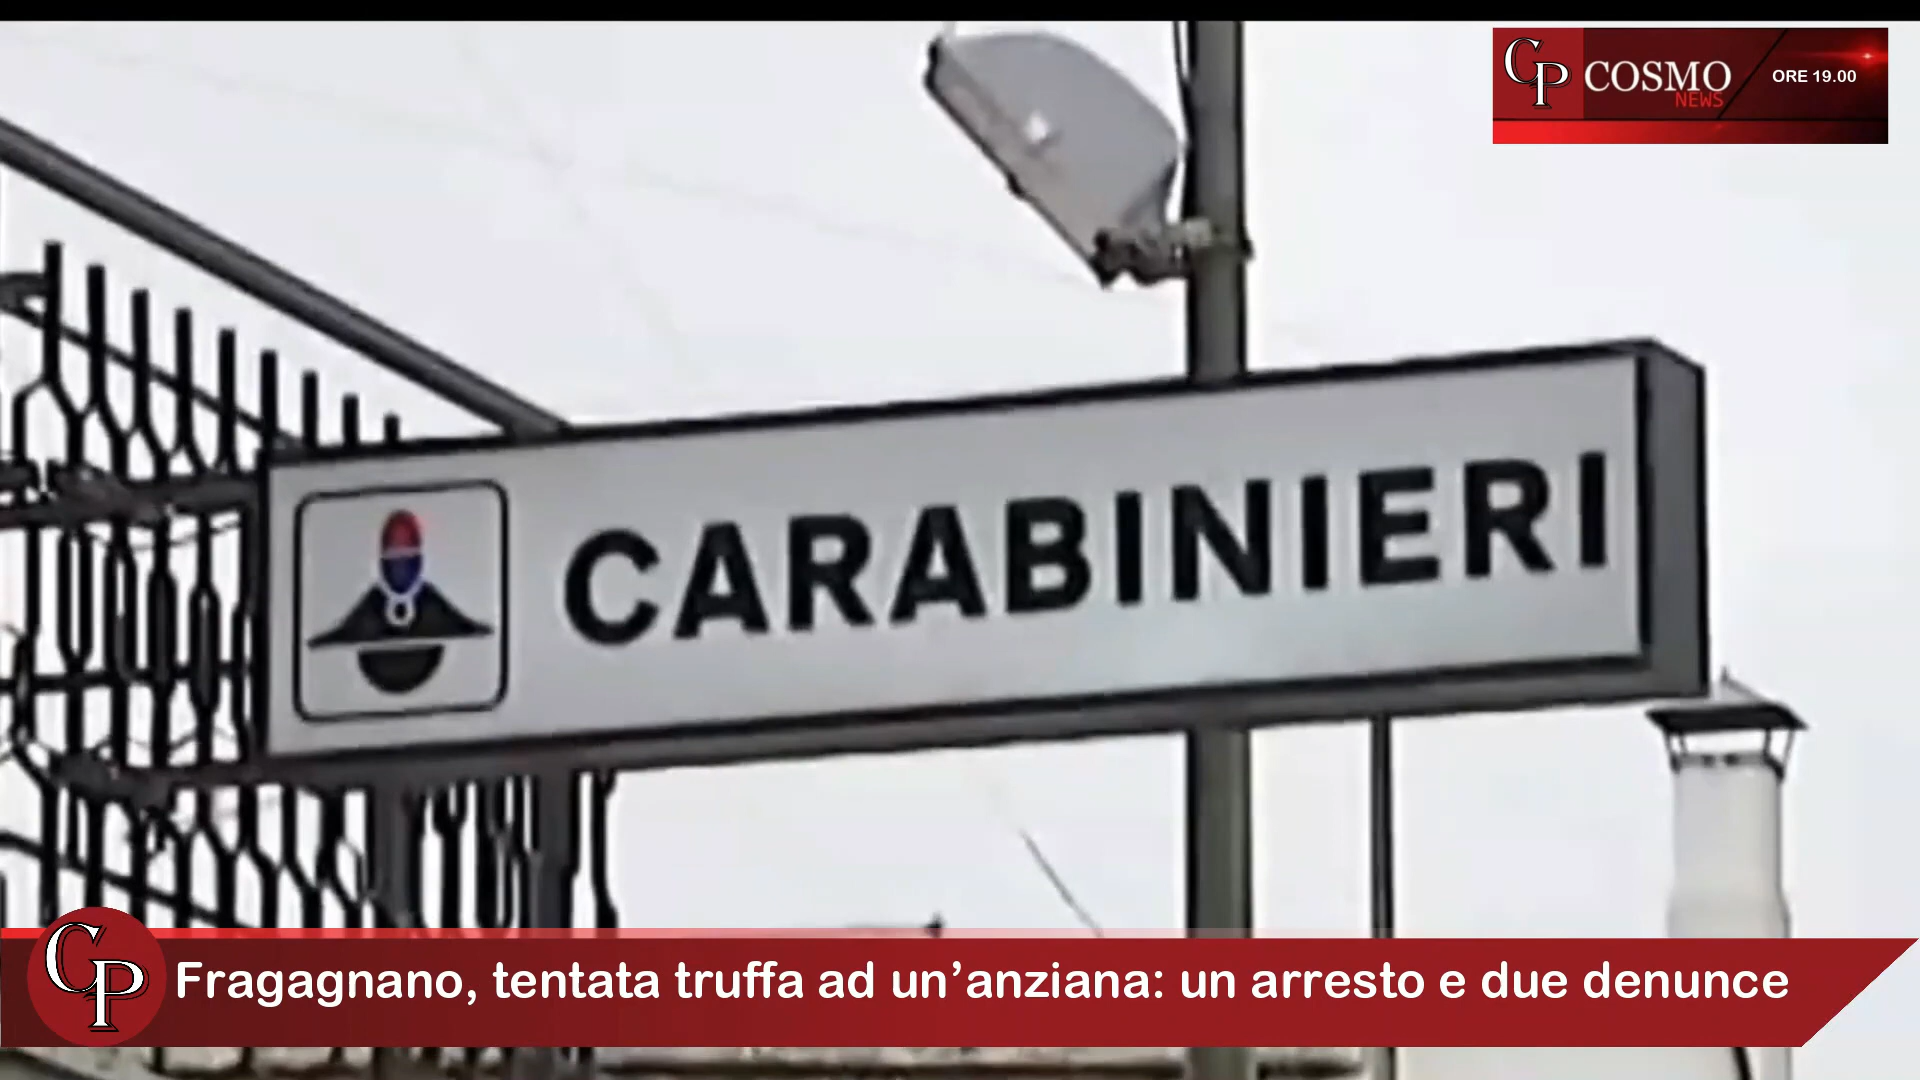 CP COSMO
NEWS
ORE 19.00
CARABINIERI
CP
Fragagnano, tentata truffa ad un’anziana: un arresto e due denunce